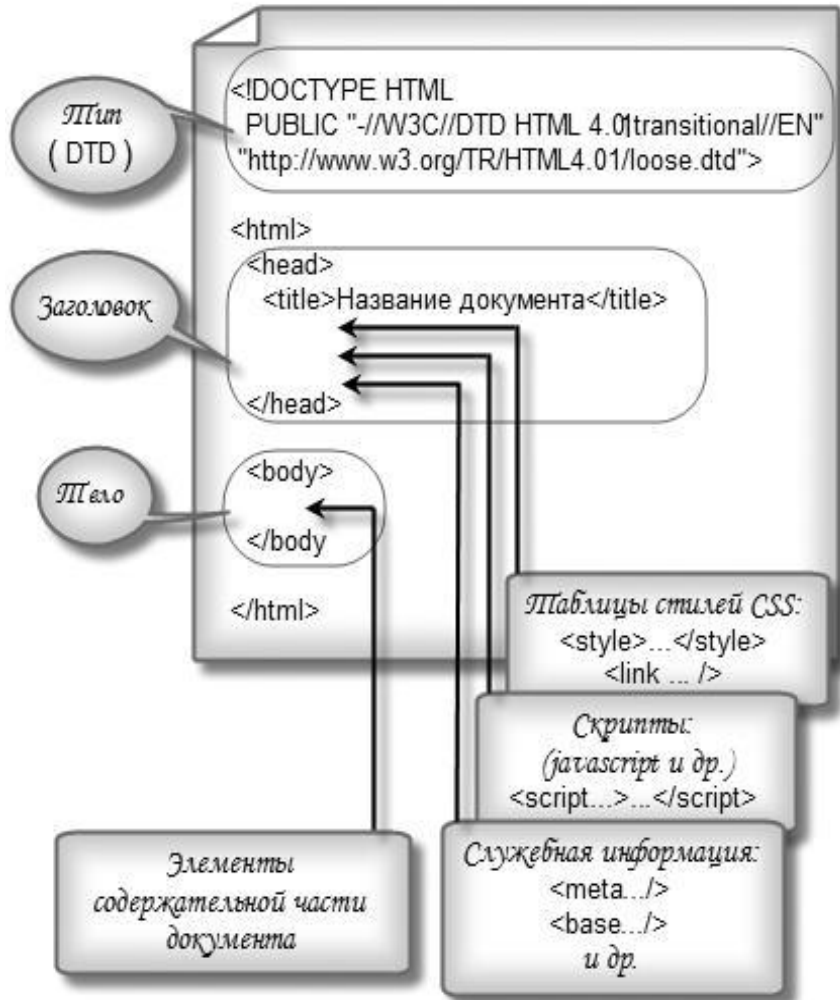 <!DOCTYPE HTML
PUBLIC "-//W3C//DTD HTML 4.01transitional//EN"
"http://www.w3.org/TR/HTML4.01/loose.dtd">
Тип
( DTD )
<html>
<head>
<title>Название документа</title>
Заголовок
</head>
<body>
Тело
</body
</html>
Таблицы стилей CSS:
<style>...</style>
<link ... />
Скрипты:
(javascript и др.)
<script...>...</script>
Служебная информация:
<meta.../>
<base.../>
и др.
Элементы
содержательной части
документа